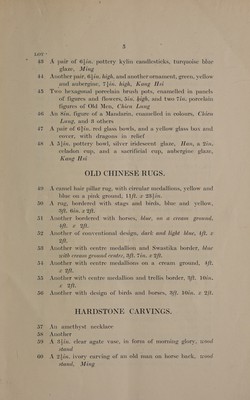 3
LOT
43 A pair of 6½in. pottery kylin candlesticks, turquoise blue
glaze, Ming
44 Another pair, 6½in. high, and another ornament, green, yellow
and aubergine, 7½in. high, Kang Hsi
45 Two hexagonal porcelain brush pots, enamelled in panels
of figures and flowers, 5in. high, and two 7in. porcelain
figures of Old Men, Chien Lung
46 An 8in. figure of a Mandarin, enamelled in colours, Chien
Lung, and 8 others
47 A pair of 6½in. red glass bowls, and a yellow glass box and
cover, with dragons in relief
48 A 5½in. pottery bowl, silver iridescent glaze, Han, a 2in.
celadon cup, and a sacrificial cup, aubergine glaze,
Kang Hsi
OLD CHINESE RUGS.
49 A camel hair pillar rug, with circular medallions, yellow and
blue on a pink ground, 11ft. x 28½in.
50 A rug, bordered with stags and birds, blue and yellow,
3ft. 6in. x 2ft.
51 Another bordered with horses, blue, on a cream ground,
4ft. x 2ft.
52 Another of conventional design, dark and light blue, 4ft. x
2ft.
53 Another with centre medallion and Swastika border, blue
with cream ground centre, 3ft. 7in. x 2ft.
54 Another with centre medallions on a cream ground, 4ft.
x 2ft.
55 Another with centre medallion and trellis border, 3ft. 10in.
x 2ft.
56 Another with design of birds and horses, 3ft. 10in. x 2ft.
HARDSTONE CARVINGS.
57 An amethyst necklace
58 Another
59 A 3½in. clear agate vase, in form of morning glory, wood
stand
60 A 2½in. ivory carving of an old man on horse back, wood
stand, Ming